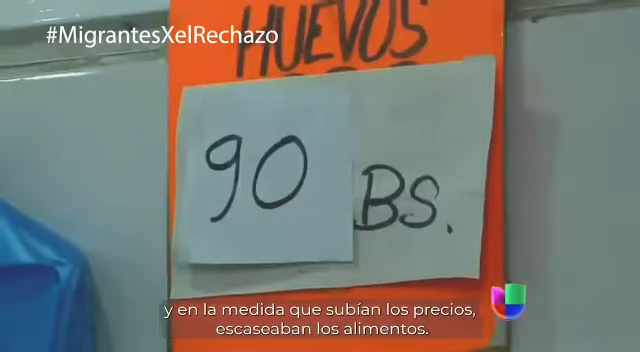 #MigrantesXelRechazo
HUEVOS
90 BS.
y en la medida que subían los precios,
escaseaban los alimentos.